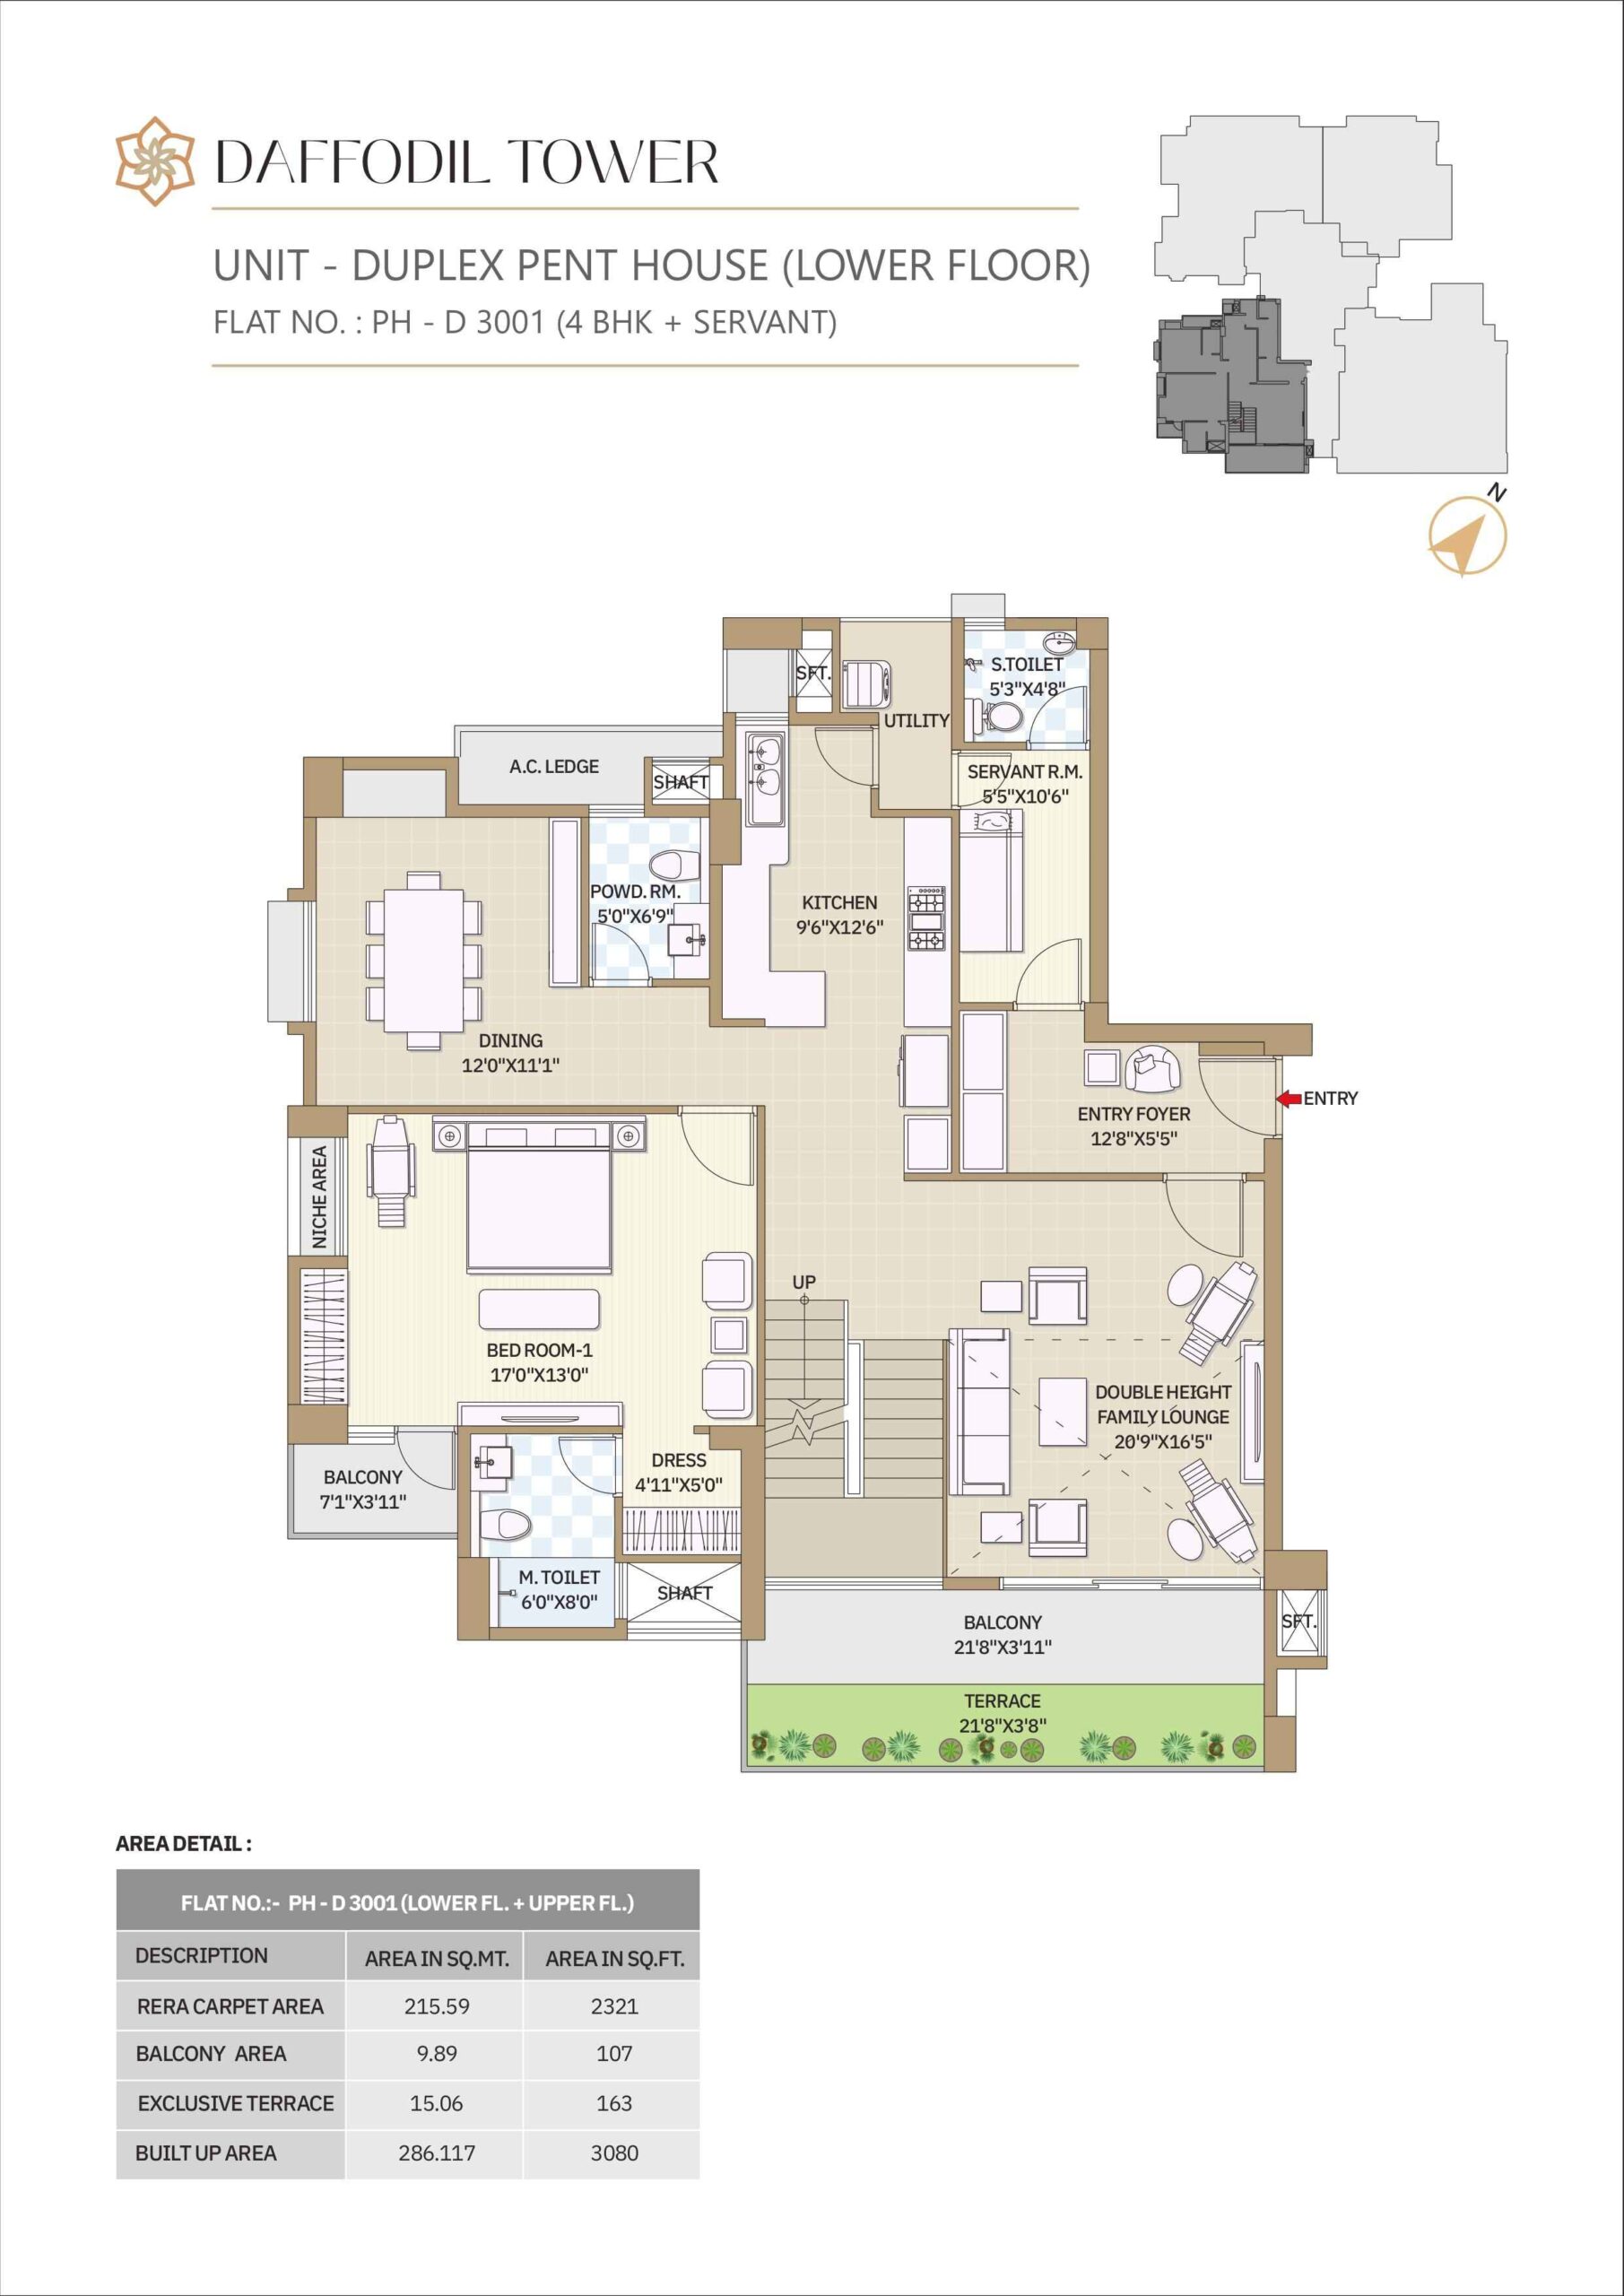 DAFFODIL TOWER
UNIT - DUPLEX PENT HOUSE (LOWER FLOOR)
FLAT NO. : PH - D 3001 (4 BHK + SERVANT)
N
SFT.
S.TOILET
5'3"X4'8"
UTILITY
A.C. LEDGE
SHAFT
SERVANT R.M.
5'5"X10'6"
POWD. RM.
5'0"X6'9"
KITCHEN
9'6"X12'6"
DINING
12'0"X11'1"
ENTRY FOYER
12'8"X5'5"
ENTRY
NICHE AREA
UP
BED ROOM-1
17'0"X13'0"
DOUBLE HEIGHT
FAMILY LOUNGE
20'9"X16'5"
BALCONY
7'1"X3'11"
DRESS
4'11"X5'0"
M. TOILET
6'0"X8'0"
SHAFT
BALCONY
21'8"X3'11"
SFT.
TERRACE
21'8"X3'8"
AREA DETAIL :
FLAT NO.:- PH - D 3001 (LOWER FL. + UPPER FL.)
DESCRIPTION AREA IN SQ.MT. AREA IN SQ.FT.
RERA CARPET AREA 215.59 2321
BALCONY AREA 9.89 107
EXCLUSIVE TERRACE 15.06 163
BUILT UP AREA 286.117 3080